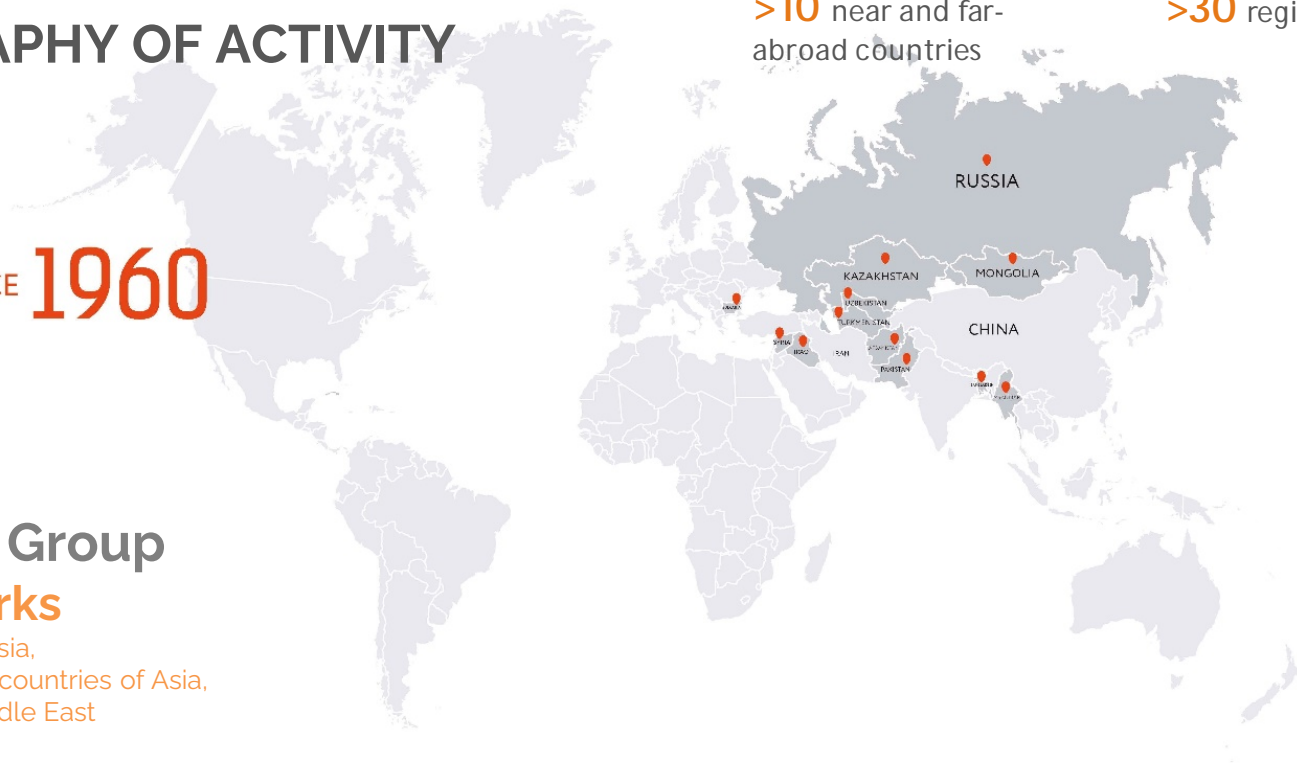 APHY OF ACTIVITY
>10 near and far-
abroad countries
>30 regi
RUSSIA
KAZAKHSTAN
MONGOLIA
UZBEKISTAN
TURKMENISTAN
CHINA
SYRIA
IRAQ
IRAN
PAKISTAN
CE 1960
Group
rks
sia,
countries of Asia,
dle East